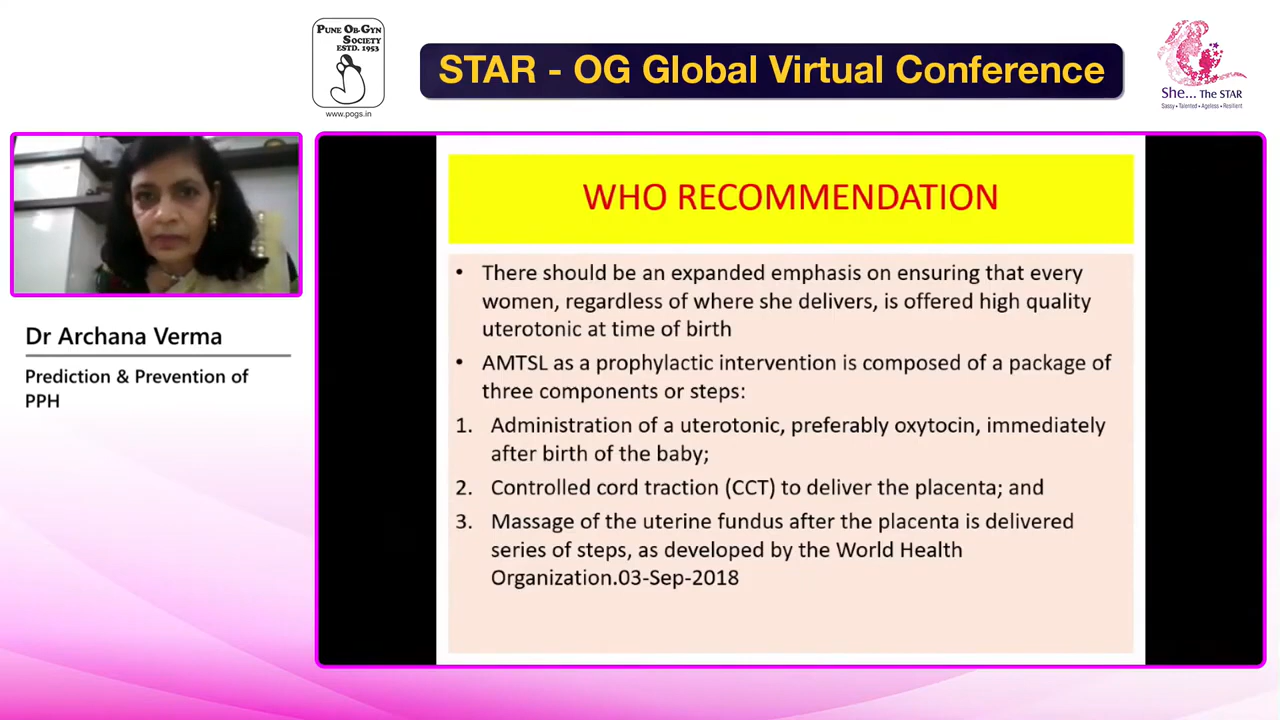 PUNE OB-GYN
SOCIETY
ESTD. 1953
www.pogs.in
STAR - OG Global Virtual Conference
She... The STAR
Sassy • Talented • Ageless • Resilient
Dr Archana Verma
Prediction & Prevention of
PPH
WHO RECOMMENDATION
• There should be an expanded emphasis on ensuring that every
women, regardless of where she delivers, is offered high quality
uterotonic at time of birth
• AMTSL as a prophylactic intervention is composed of a package of
three components or steps:
1. Administration of a uterotonic, preferably oxytocin, immediately
after birth of the baby;
2. Controlled cord traction (CCT) to deliver the placenta; and
3. Massage of the uterine fundus after the placenta is delivered
series of steps, as developed by the World Health
Organization.03-Sep-2018